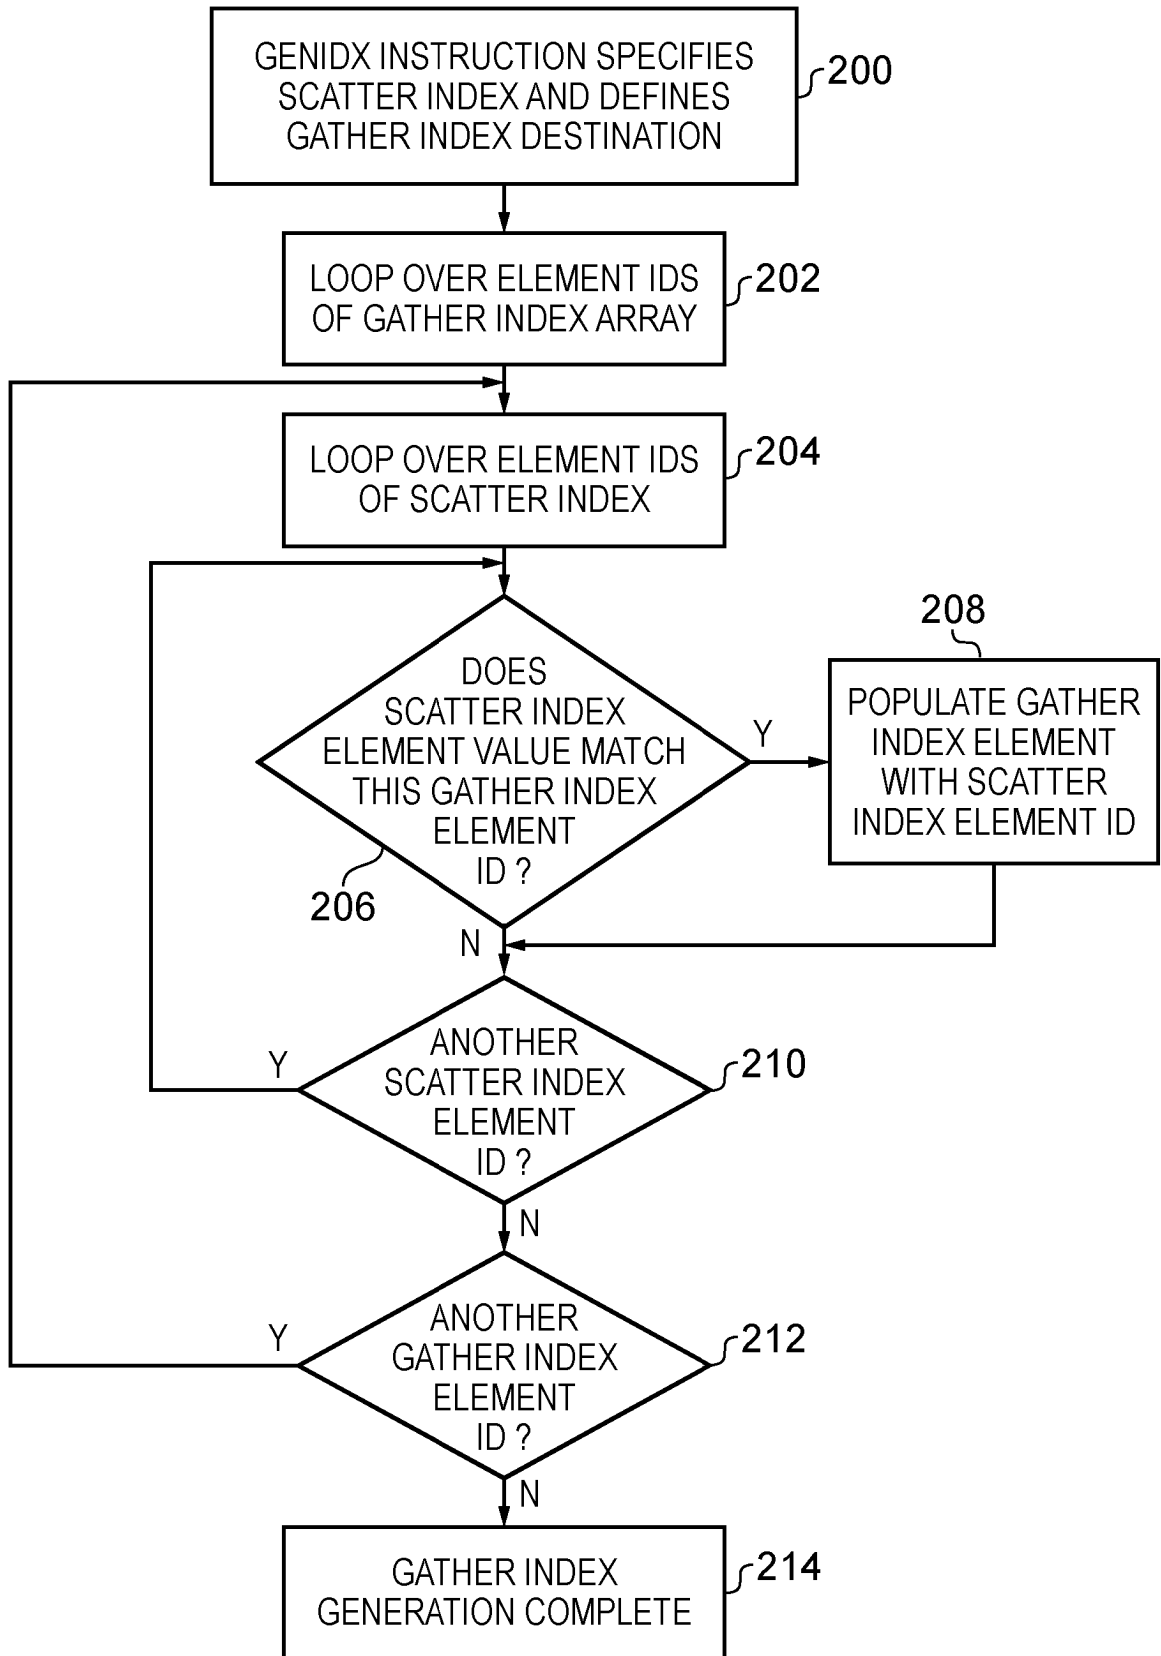 GENIDX INSTRUCTION SPECIFIES
SCATTER INDEX AND DEFINES
GATHER INDEX DESTINATION
200
LOOP OVER ELEMENT IDS
OF GATHER INDEX ARRAY
202
LOOP OVER ELEMENT IDS
OF SCATTER INDEX
204
DOES
SCATTER INDEX
ELEMENT VALUE MATCH
THIS GATHER INDEX
ELEMENT
ID ?
206
Y
208
POPULATE GATHER
INDEX ELEMENT
WITH SCATTER
INDEX ELEMENT ID
N
ANOTHER
SCATTER INDEX
ELEMENT
ID ?
210
Y
N
ANOTHER
GATHER INDEX
ELEMENT
ID ?
212
Y
N
GATHER INDEX
GENERATION COMPLETE
214